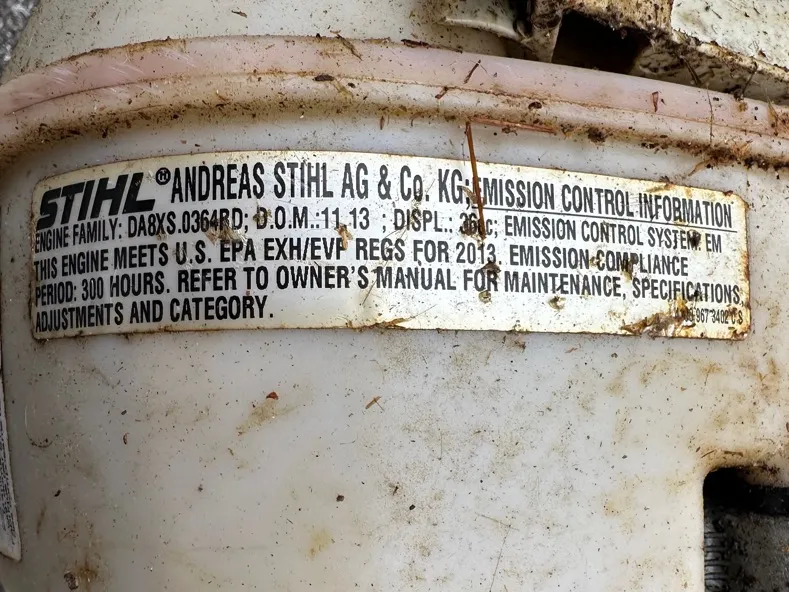 STIHL® ANDREAS STIHL AG & Co. KG; EMISSION CONTROL INFORMATION
ENGINE FAMILY: DA8XS.0364RD; D.O.M.:11.13 ; DISPL.: EMISSION CONTROL SYSTEM: EM
THIS ENGINE MEETS U.S. EPA EXH/EVP REGS FOR 2013. EMISSION COMPLIANCE
PERIOD: 300 HOURS. REFER TO OWNER'S MANUAL FOR MAINTENANCE, SPECIFICATIONS,
ADJUSTMENTS AND CATEGORY.
967 3402